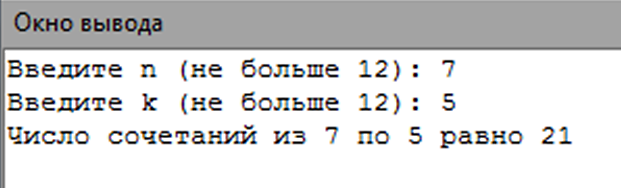 Окно вывода
Введите n (не больше 12): 7
Введите k (не больше 12): 5
Число сочетаний из 7 по 5 равно 21